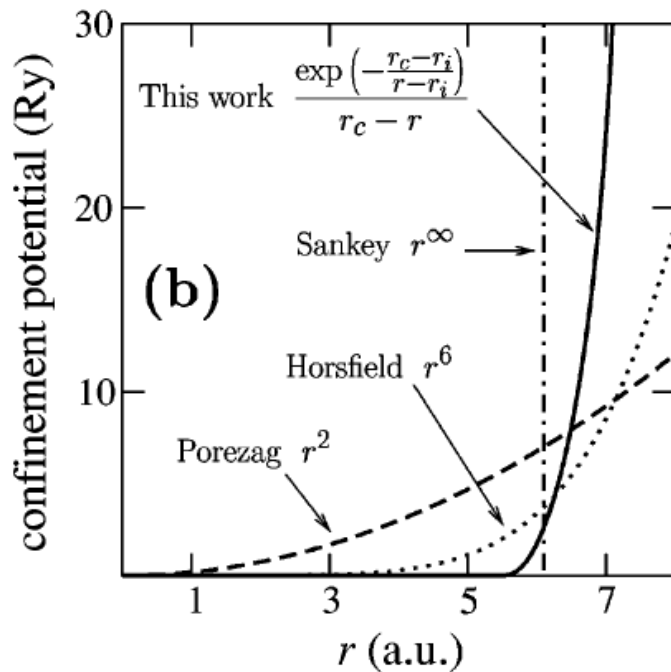 confinement potential (Ry)
30
20
10
This work exp(-\frac{r_c-r_i}{r-r_i})
r_c - r
Sankey r^∞
(b)
Horsfield r^6
Porezag r^2
1 3 5 7
r (a.u.)